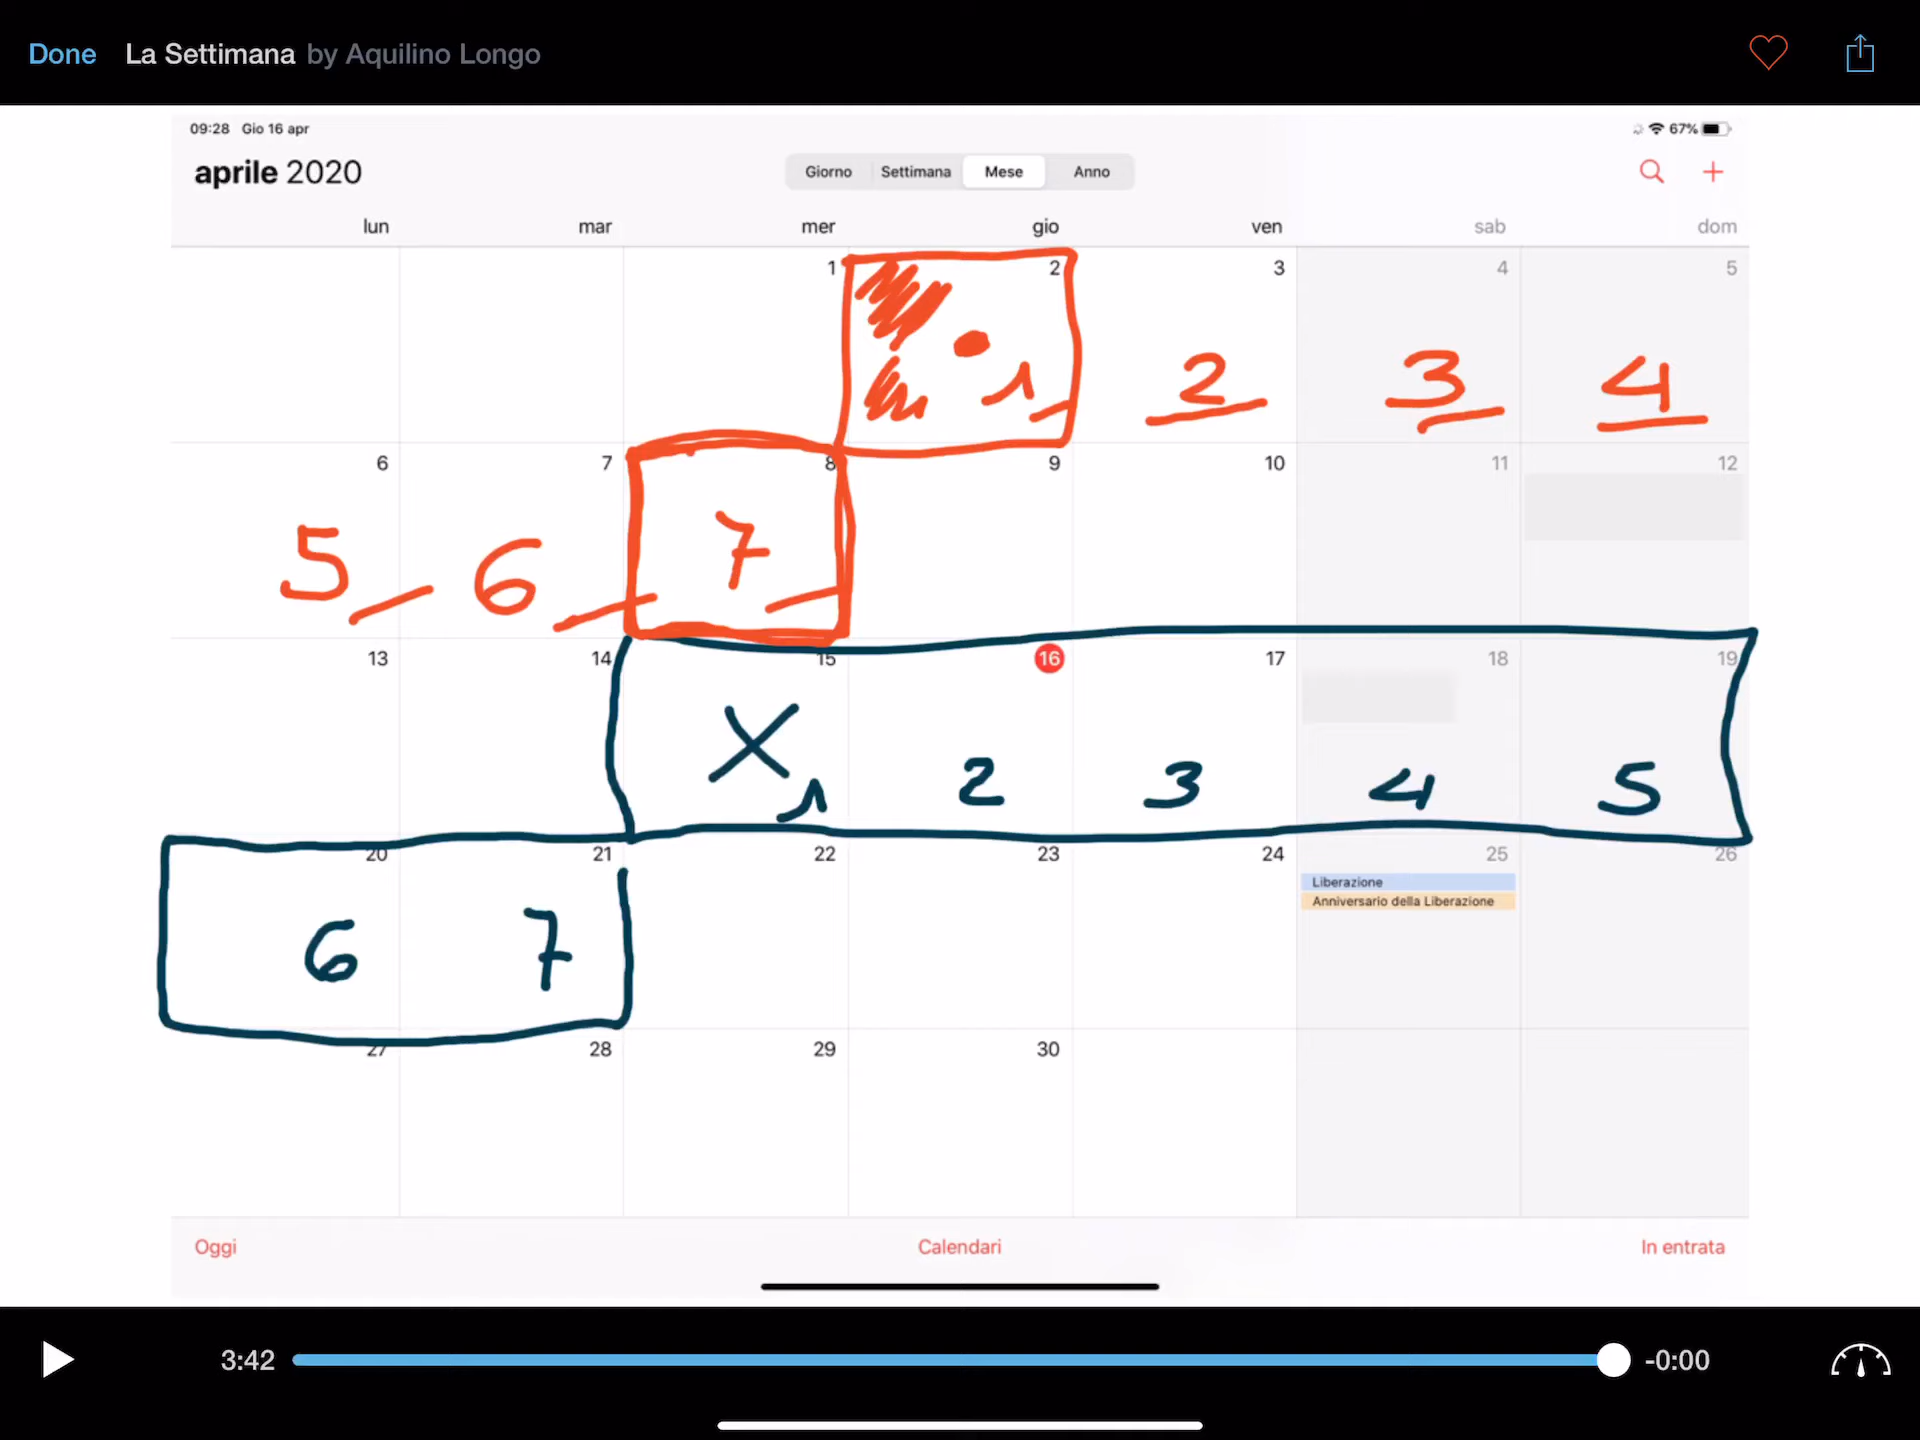 Done La Settimana by Aquilino Longo
09:28 Gio 16 apr 67%
aprile 2020 Giorno Settimana Mese Anno
lun mar mer gio ven sab dom
1 2 3 4 5
1 2 3 4
6 7 8 9 10 11 12
5 6 7
13 14 15 16 17 18 19
X 1 2 3 4 5
20 21 22 23 24 25 26
Liberazione
Anniversario della Liberazione
6 7
27 28 29 30
Oggi Calendari In entrata
3:42 -0:00